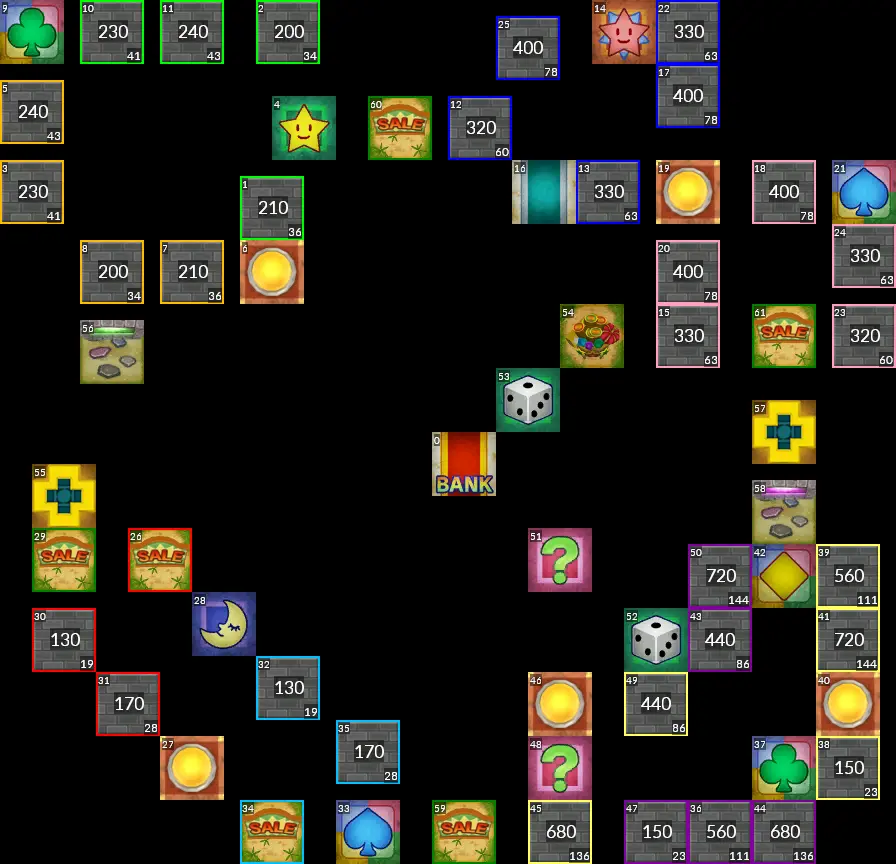 9
10 230 41
11 240 43
2 200 34
25 400 78
14
22 330 63
5 240 43
4
60 SALE
12 320 60
17 400 78
3 230 41
1 210 36
16
13 330 63
19
18 400 78
21
8 200 34
7 210 36
6
20 400 78
24 330 63
56
54
15 330 63
61 SALE
23 320 60
53
57
0 BANK
55
58
29 SALE
26 SALE
51
50 720 144
42
39 560 111
30 130 19
28
52
43 440 86
41 720 144
31 170 28
32 130 19
46
49 440 86
40
27
35 170 28
48
37
38 150 23
34 SALE
33
59 SALE
45 680 136
47 150 23
36 560 111
44 680 136